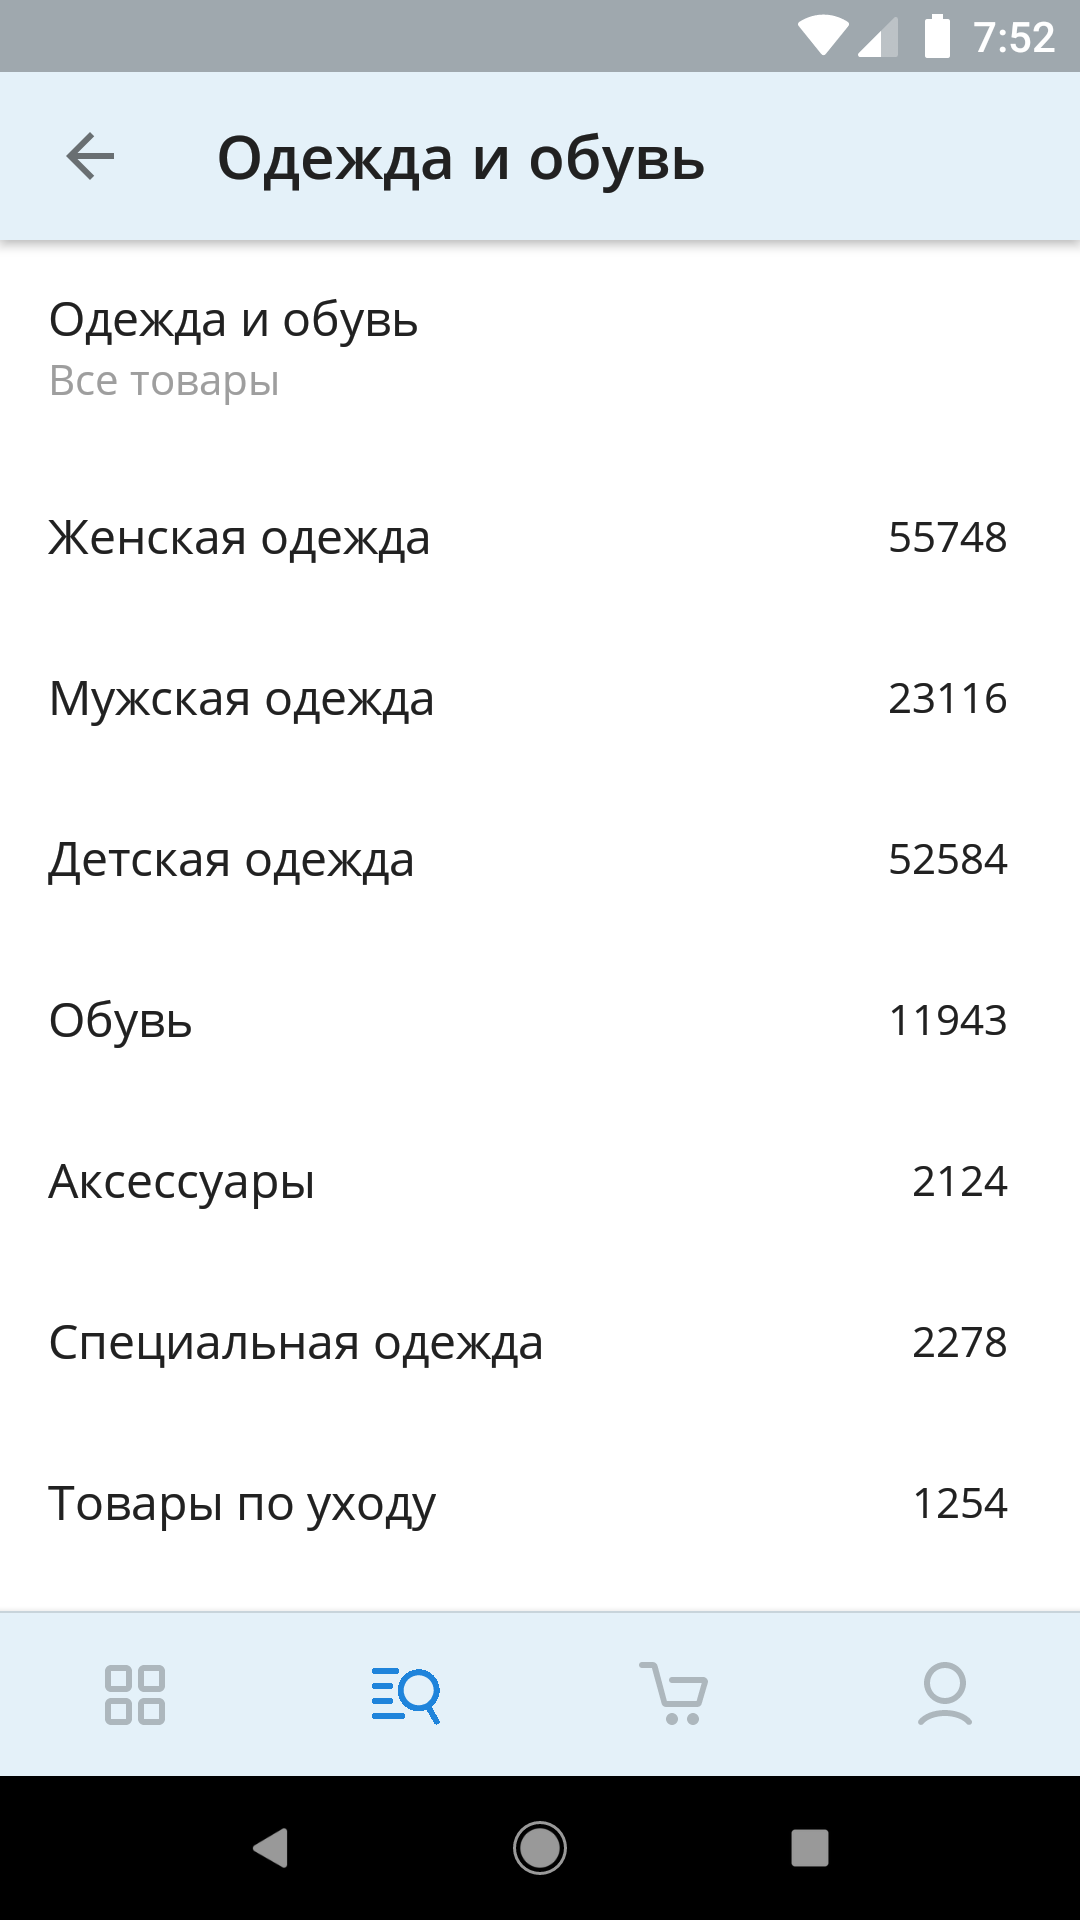 7:52
Одежда и обувь
Одежда и обувь
Все товары
Женская одежда 55748
Мужская одежда 23116
Детская одежда 52584
Обувь 11943
Аксессуары 2124
Специальная одежда 2278
Товары по уходу 1254